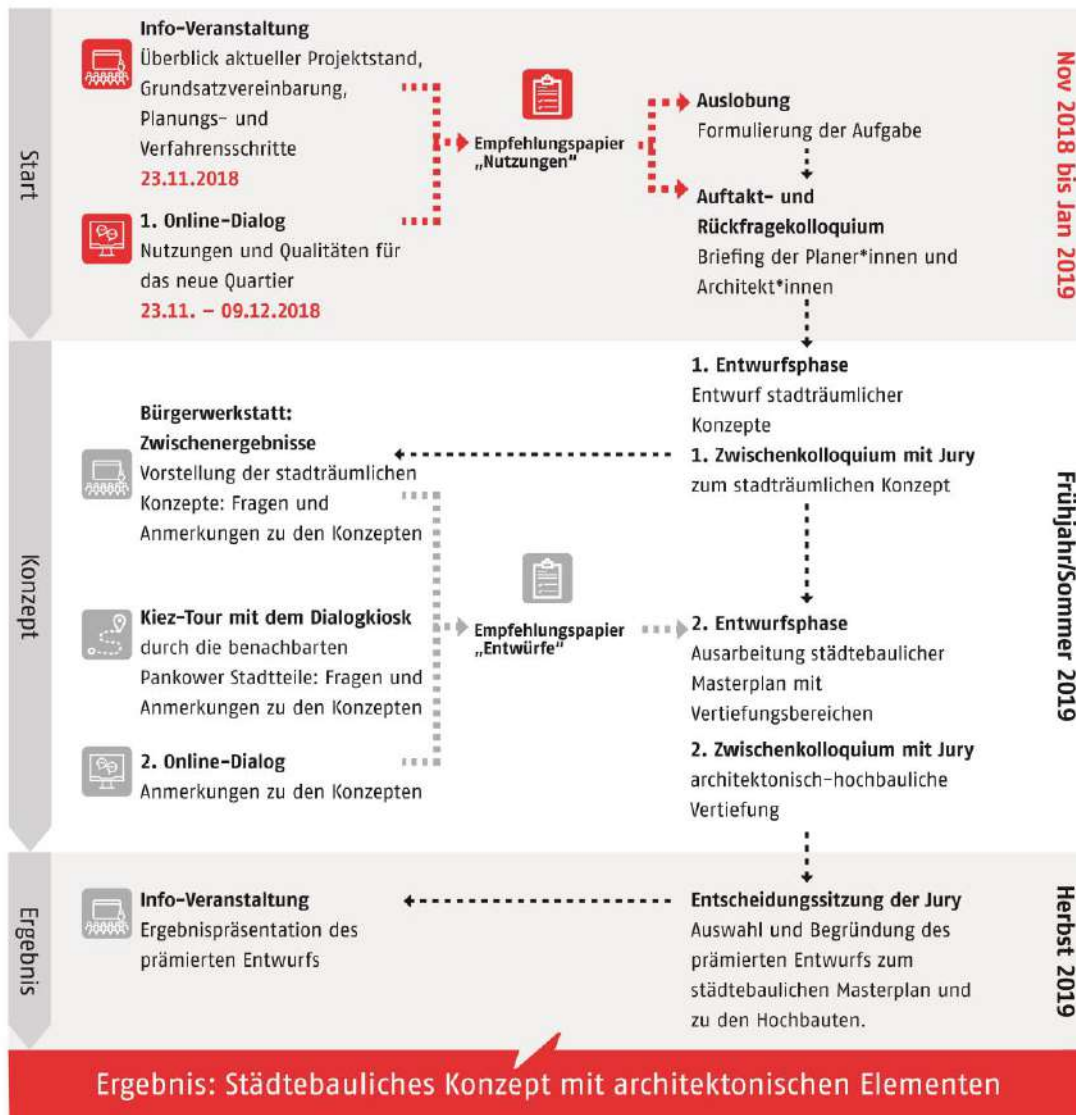 Start
Info-Veranstaltung
Überblick aktueller Projektstand,
Grundsatzvereinbarung,
Planungs- und
Verfahrensschritte
23.11.2018
1. Online-Dialog
Nutzungen und Qualitäten für
das neue Quartier
23.11. – 09.12.2018
Empfehlungspapier
„Nutzungen“
Auslobung
Formulierung der Aufgabe
Auftakt- und
Rückfragekolloquium
Briefing der Planer*innen und
Architekt*innen
Nov 2018 bis Jan 2019
Konzept
1. Entwurfsphase
Entwurf stadträumlicher
Konzepte
1. Zwischenkolloquium mit Jury
zum stadträumlichen Konzept
Bürgerwerkstatt:
Zwischenergebnisse
Vorstellung der stadträumlichen
Konzepte: Fragen und
Anmerkungen zu den Konzepten
Kiez-Tour mit dem Dialogkiosk
durch die benachbarten
Pankower Stadtteile: Fragen und
Anmerkungen zu den Konzepten
2. Online-Dialog
Anmerkungen zu den Konzepten
Empfehlungspapier
„Entwürfe“
2. Entwurfsphase
Ausarbeitung städtebaulicher
Masterplan mit
Vertiefungsbereichen
2. Zwischenkolloquium mit Jury
architektonisch-hochbauliche
Vertiefung
Frühjahr/Sommer 2019
Ergebnis
Entscheidungssitzung der Jury
Auswahl und Begründung des
prämierten Entwurfs zum
städtebaulichen Masterplan und
zu den Hochbauten.
Info-Veranstaltung
Ergebnispräsentation des
prämierten Entwurfs
Herbst 2019
Ergebnis: Städtebauliches Konzept mit architektonischen Elementen